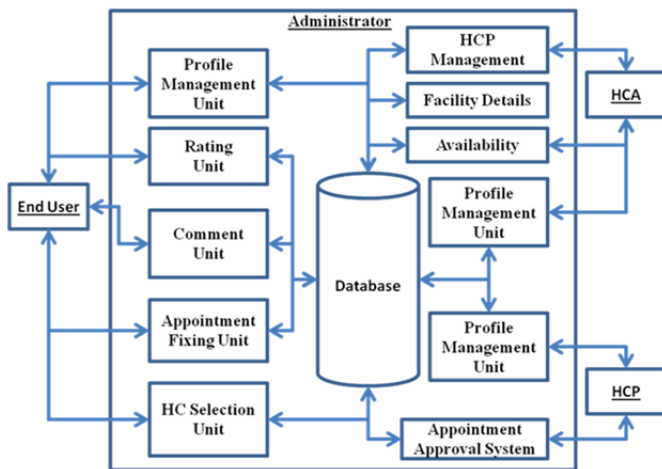 Administrator
Profile
Management
Unit
HCP
Management
HCA
Facility Details
Rating
Unit
Availability
End User
Profile
Management
Unit
Comment
Unit
Database
Appointment
Fixing Unit
Profile
Management
Unit
HCP
HC Selection
Unit
Appointment
Approval System